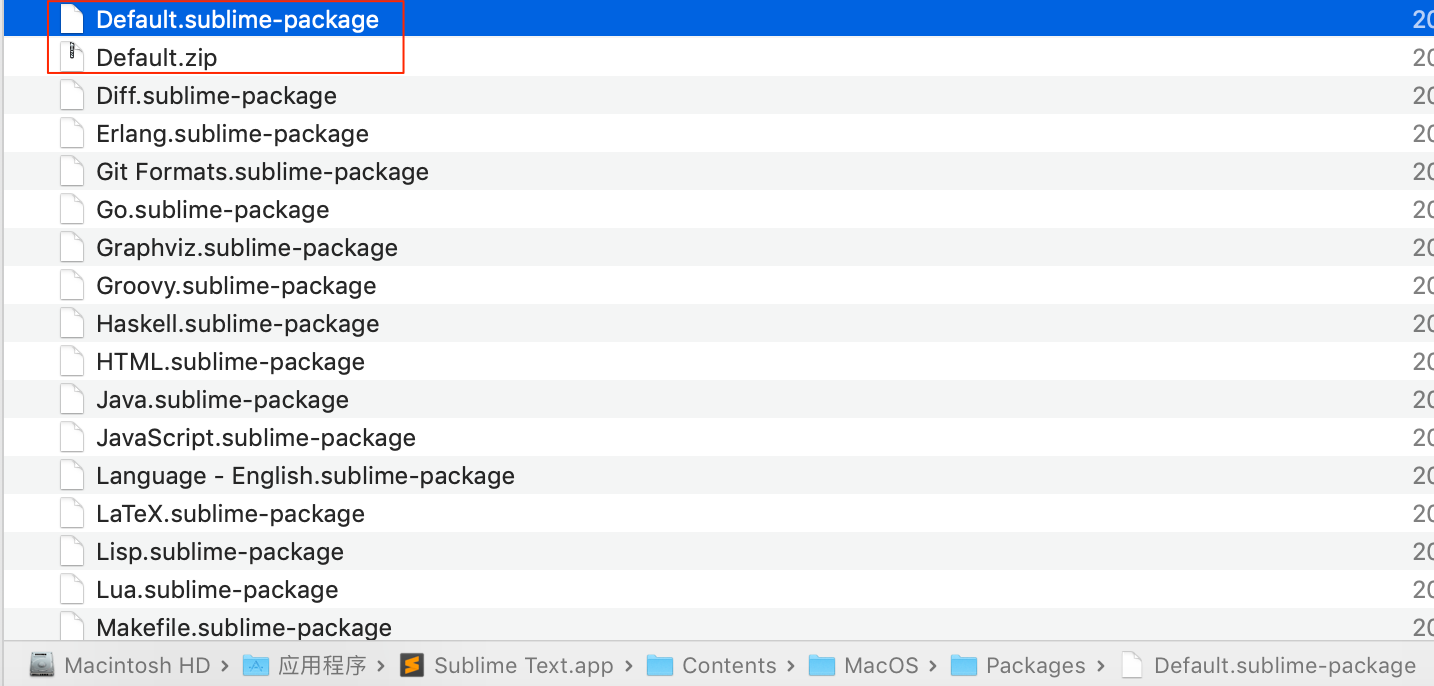 Default.sublime-package 20
Default.zip 20
Diff.sublime-package 20
Erlang.sublime-package 20
Git Formats.sublime-package 20
Go.sublime-package 20
Graphviz.sublime-package 20
Groovy.sublime-package 20
Haskell.sublime-package 20
HTML.sublime-package 20
Java.sublime-package 20
JavaScript.sublime-package 20
Language - English.sublime-package 20
LaTeX.sublime-package 20
Lisp.sublime-package 20
Lua.sublime-package 20
Makefile.sublime-package 20
Macintosh HD › 应用程序 › Sublime Text.app › Contents › MacOS › Packages › Default.sublime-package